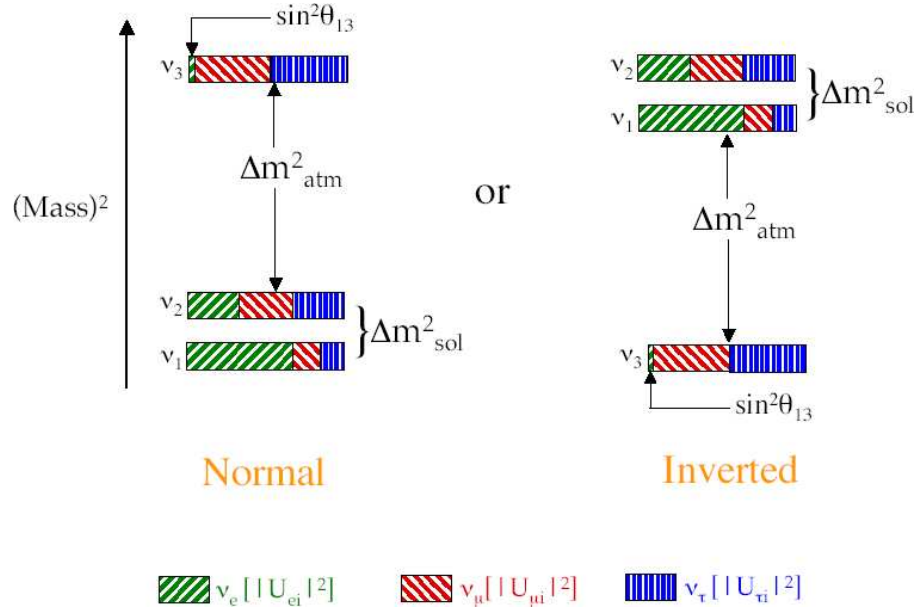 sin²θ₁₃
ν₃
Δm²atm
(Mass)²
ν₂
ν₁
}Δm²sol
Normal
or
ν₂
ν₁
}Δm²sol
Δm²atm
ν₃
sin²θ₁₃
Inverted
νe [ |Uei|² ]
νμ [ |Uμi|² ]
ντ [ |Uτi|² ]